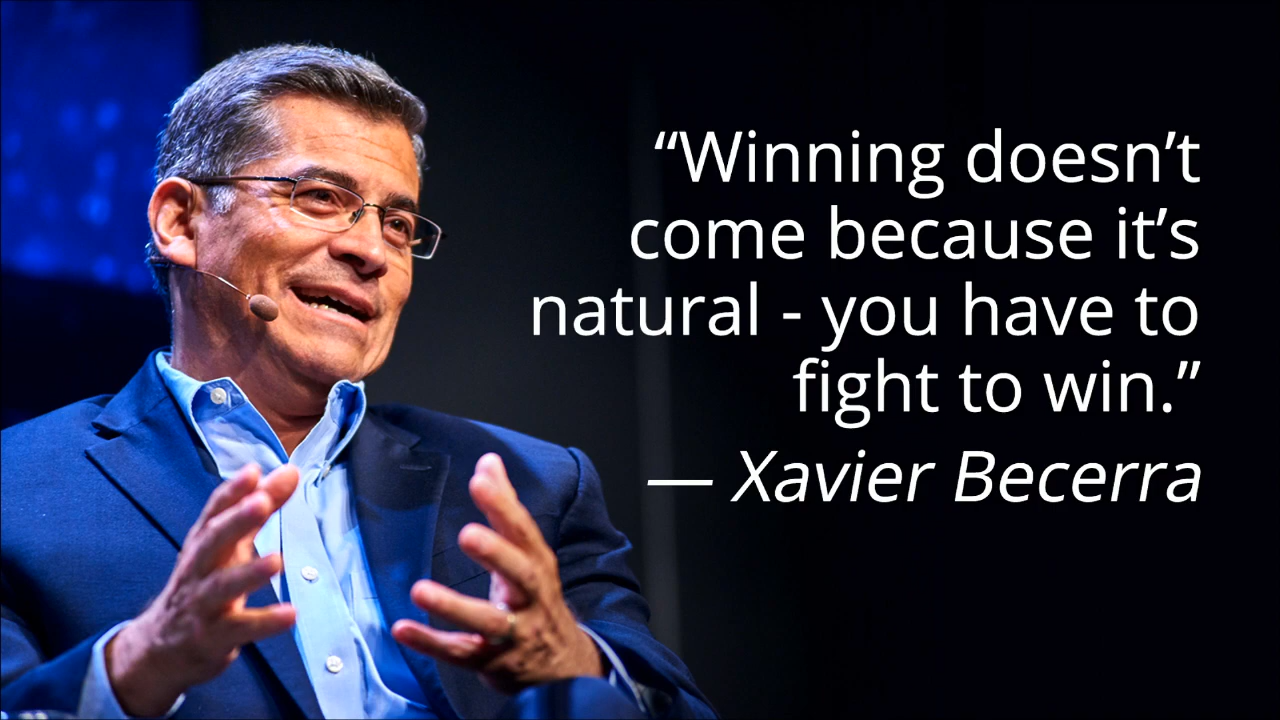 “Winning doesn’t
come because it’s
natural - you have to
fight to win.”
— Xavier Becerra